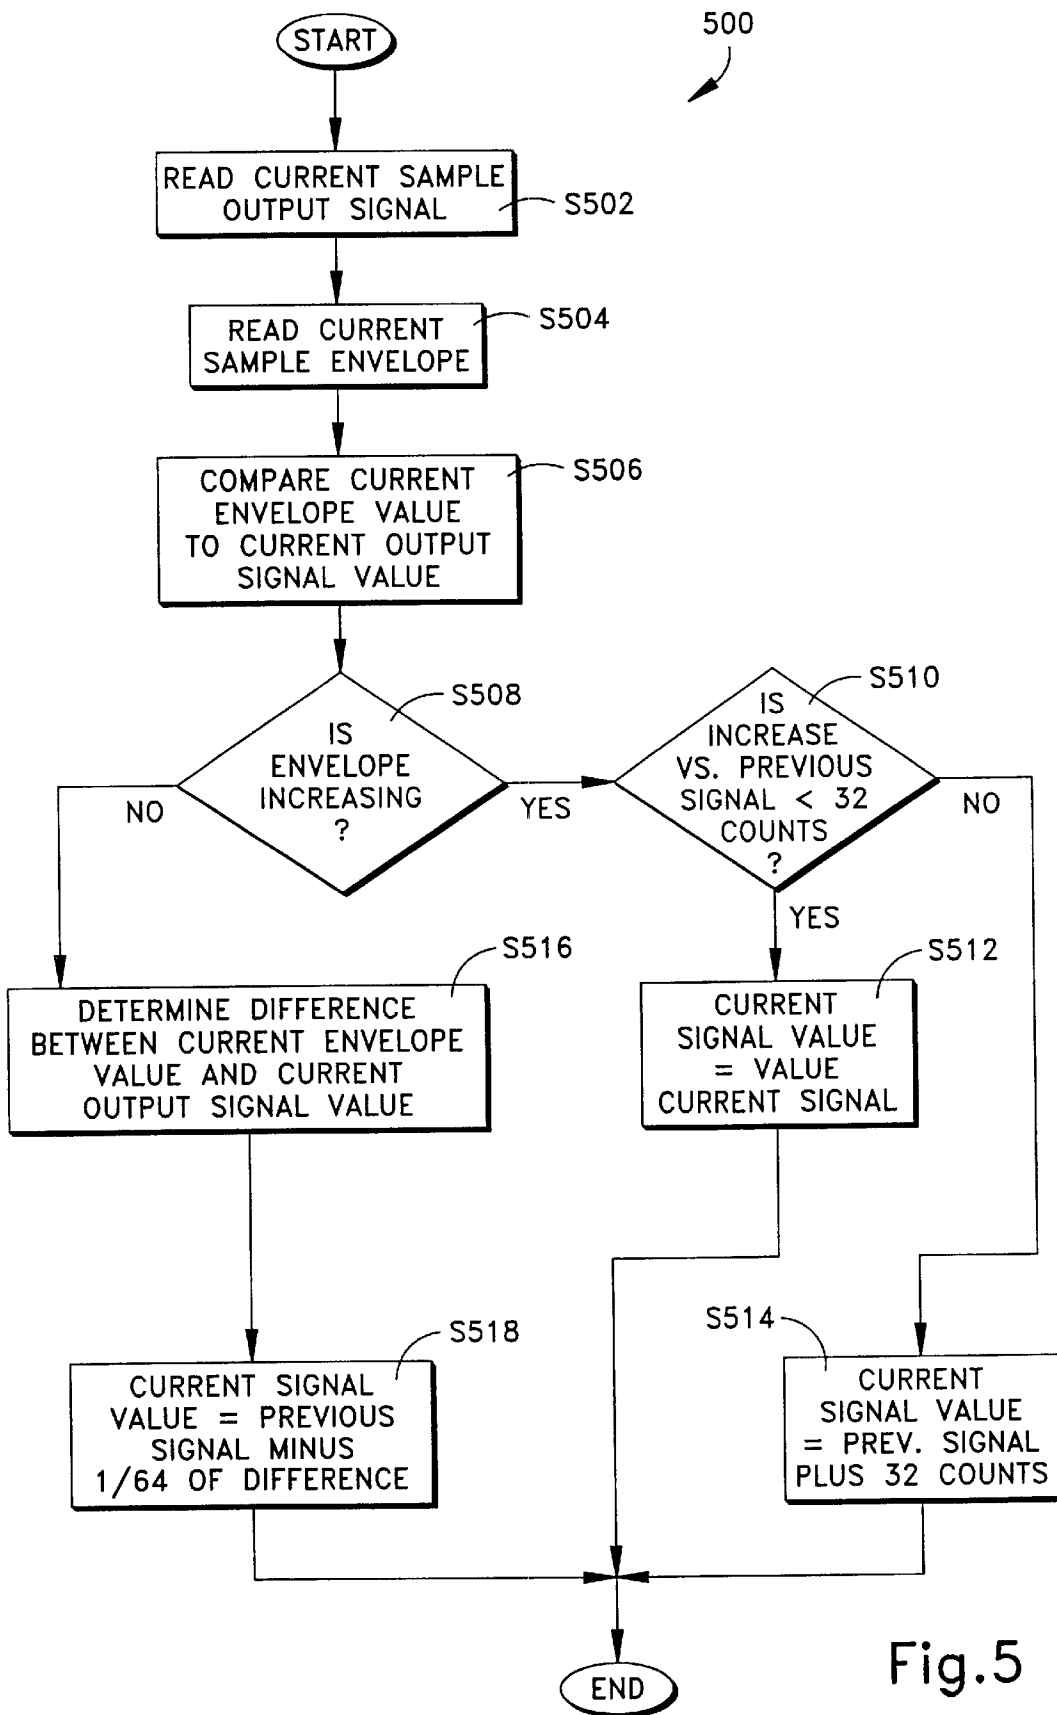 START
500
READ CURRENT SAMPLE
OUTPUT SIGNAL
S502
READ CURRENT
SAMPLE ENVELOPE
S504
COMPARE CURRENT
ENVELOPE VALUE
TO CURRENT OUTPUT
SIGNAL VALUE
S506
IS
ENVELOPE
INCREASING
?
S508
NO
YES
IS
INCREASE
VS. PREVIOUS
SIGNAL < 32
COUNTS
?
S510
NO
YES
DETERMINE DIFFERENCE
BETWEEN CURRENT ENVELOPE
VALUE AND CURRENT
OUTPUT SIGNAL VALUE
S516
CURRENT
SIGNAL VALUE
= VALUE
CURRENT SIGNAL
S512
CURRENT SIGNAL
VALUE = PREVIOUS
SIGNAL MINUS
1/64 OF DIFFERENCE
S518
CURRENT
SIGNAL VALUE
= PREV. SIGNAL
PLUS 32 COUNTS
S514
END
Fig.5